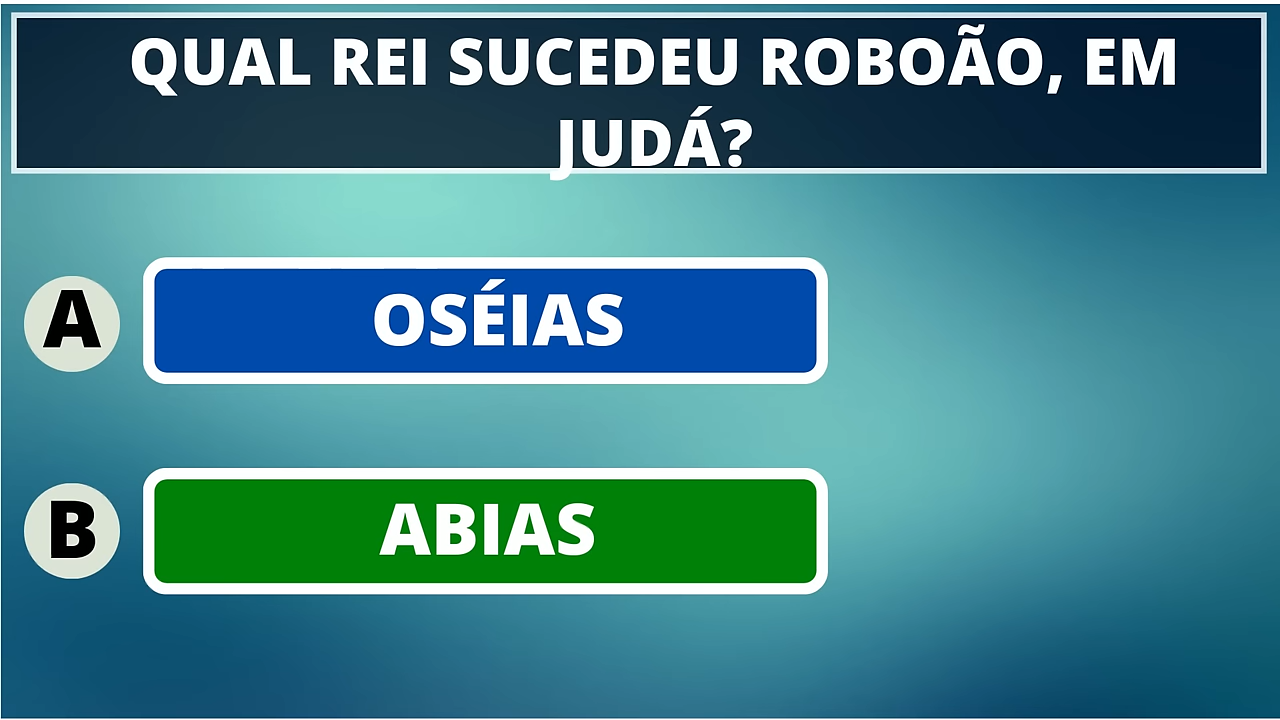 QUAL REI SUCEDEU ROBOÃO, EM
JUDÁ?
A
OSÉIAS
B
ABIAS